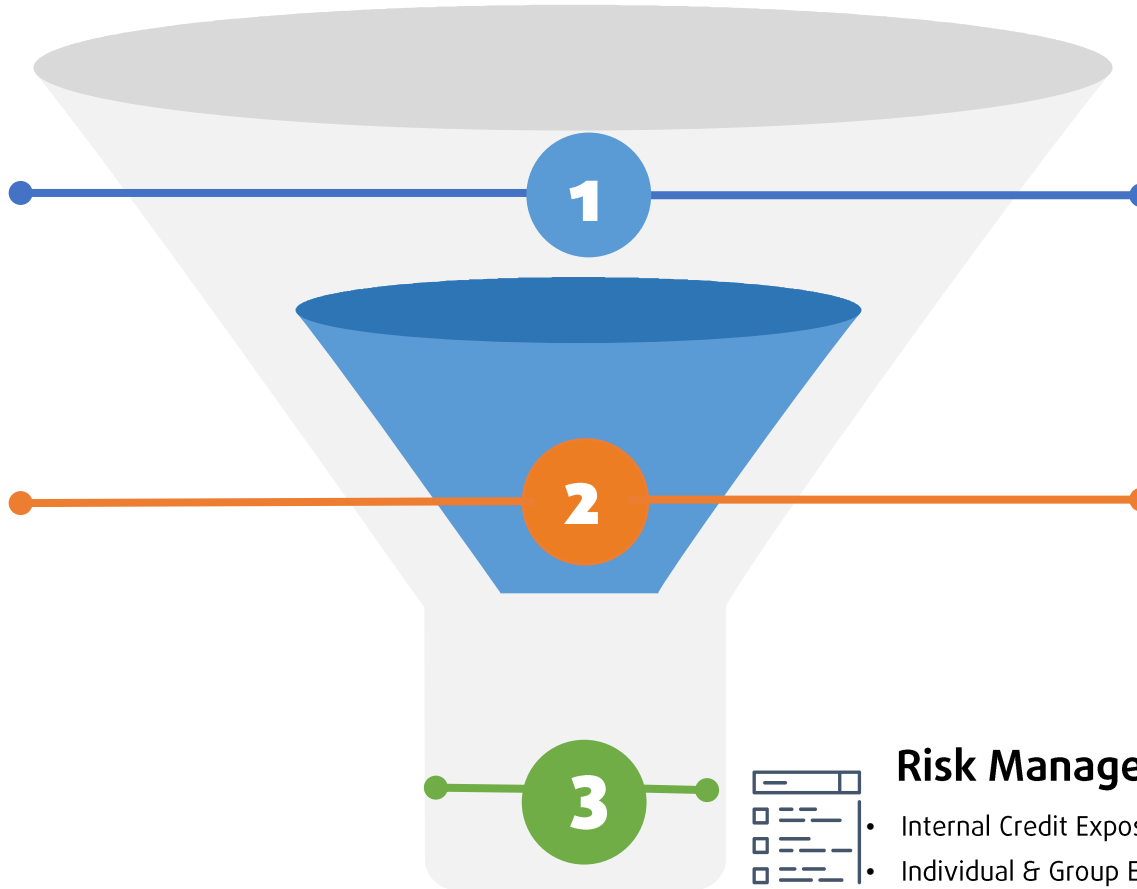 1
2
3
Risk Manage
• Internal Credit Expos
• Individual & Group E